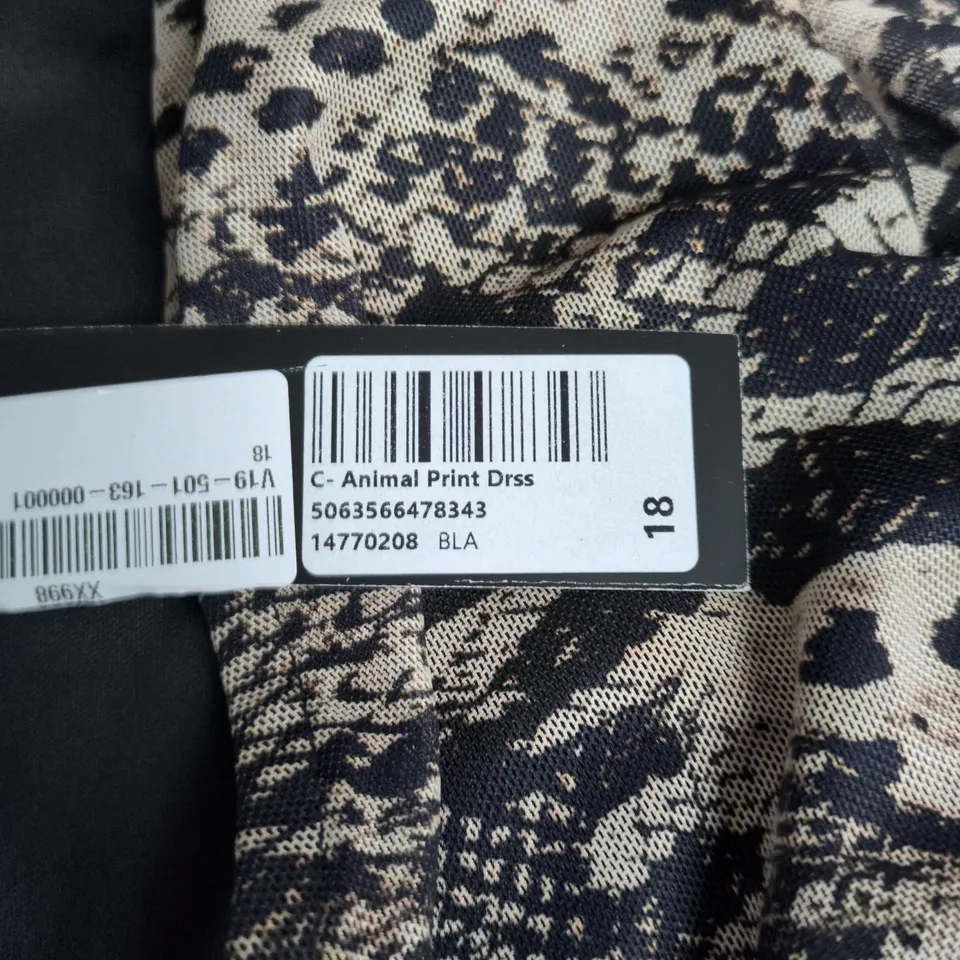 C- Animal Print Drss
5063566478343
14770208 BLA
18
18
V19-501-163-000001
XX998